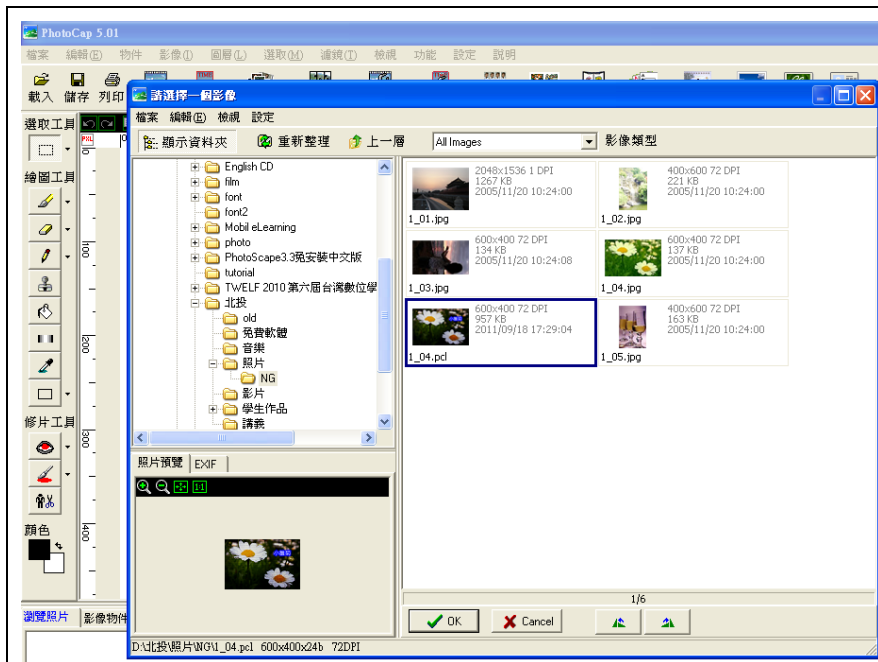 PhotoCap 5.01
檔案 編輯(E) 物件 影像(I) 圖層(L) 選取(M) 濾鏡(T) 檢視 功能 設定 說明
載入 儲存 列印
請選擇一個影像
檔案 編輯(E) 檢視 設定
顯示資料夾 重新整理 上一層 All Images 影像類型
選取工具
繪圖工具
修片工具
顏色
PXL
0
100
200
300
400
English CD
film
font
font2
Mobil eLearning
photo
PhotoScape3.3免安裝中文版
tutorial
TWELF 2010 第六屆台灣數位學
北投
old
免費軟體
音樂
照片
NG
影片
學生作品
講義
2048x1536 1 DPI
1267 KB
2005/11/20 10:24:00
1_01.jpg
400x600 72 DPI
221 KB
2005/11/20 10:24:00
1_02.jpg
600x400 72 DPI
134 KB
2005/11/20 10:24:08
1_03.jpg
600x400 72 DPI
137 KB
2005/11/20 10:24:00
1_04.jpg
600x400 72 DPI
957 KB
2011/09/18 17:29:04
1_04.pcl
400x600 72 DPI
163 KB
2005/11/20 10:24:00
1_05.jpg
照片預覽 EXIF
1:1
1/6
OK Cancel
瀏覽照片 影像物件
D:\北投\照片\NG\1_04.pcl 600x400x24b 72DPI